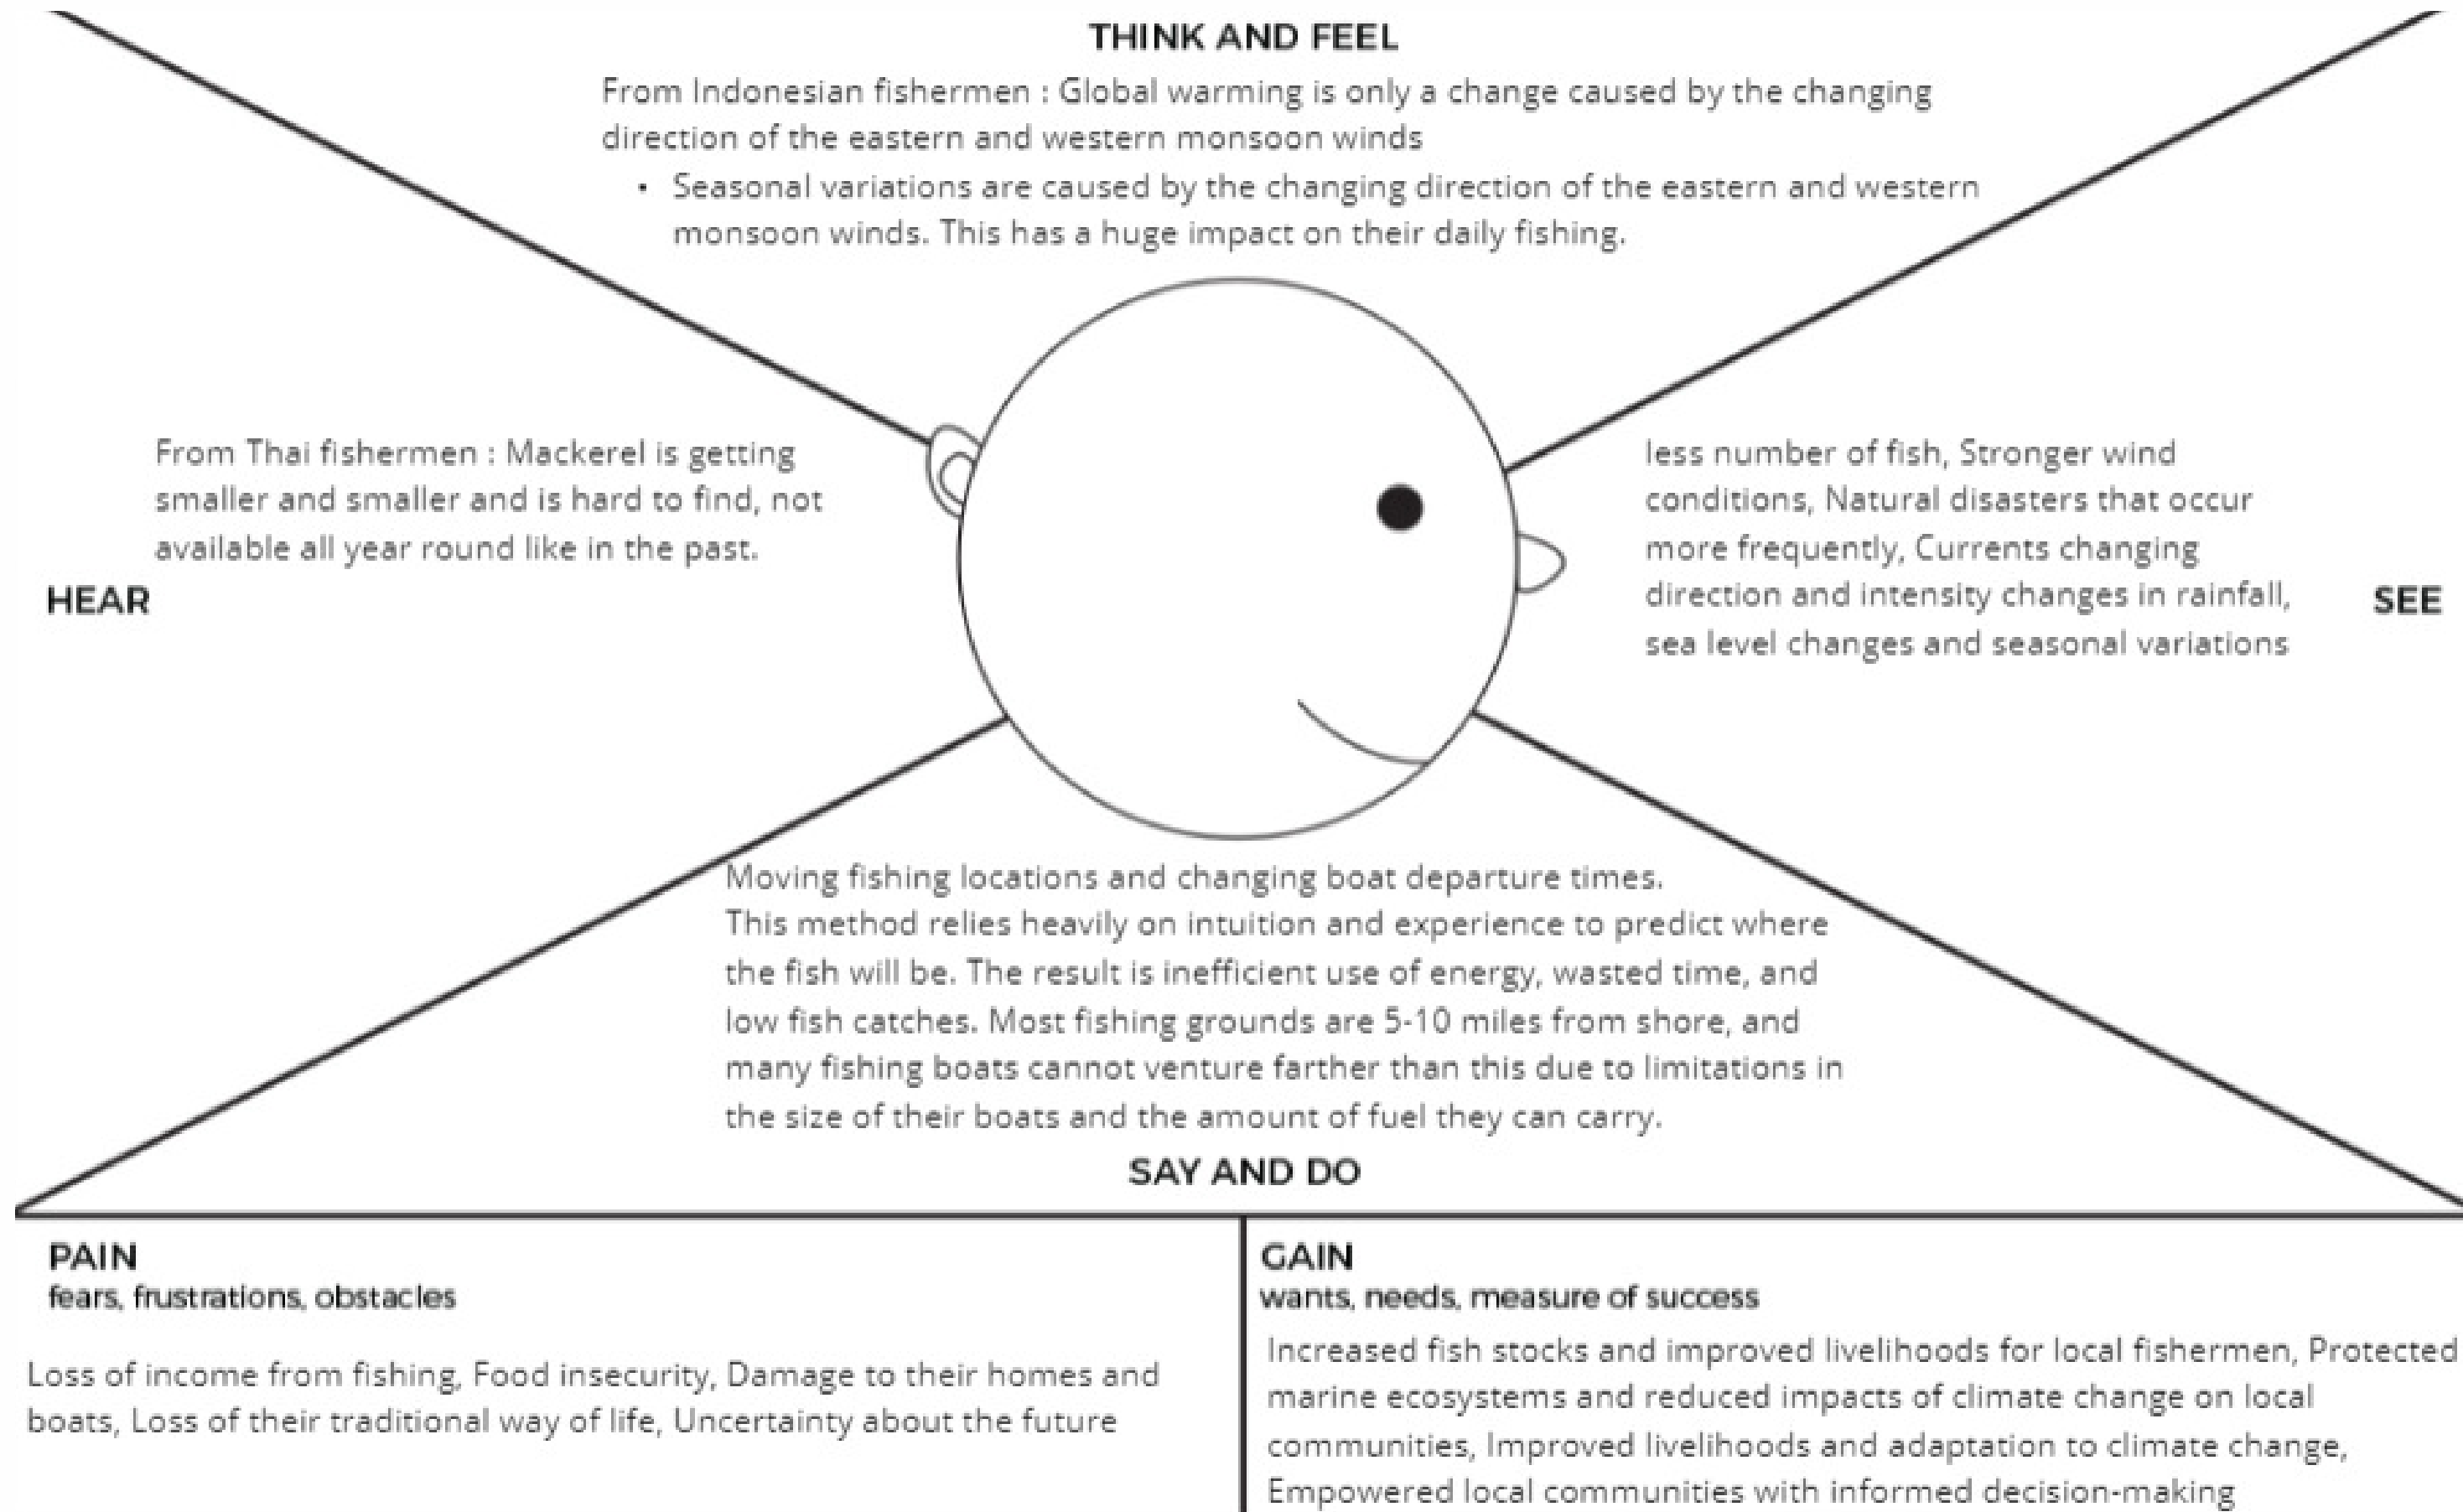 THINK AND FEEL
From Indonesian fishermen : Global warming is only a change caused by the changing
direction of the eastern and western monsoon winds
• Seasonal variations are caused by the changing direction of the eastern and western
monsoon winds. This has a huge impact on their daily fishing.
From Thai fishermen : Mackerel is getting
smaller and smaller and is hard to find, not
available all year round like in the past.
HEAR
less number of fish, Stronger wind
conditions, Natural disasters that occur
more frequently, Currents changing
direction and intensity changes in rainfall,
sea level changes and seasonal variations
SEE
Moving fishing locations and changing boat departure times.
This method relies heavily on intuition and experience to predict where
the fish will be. The result is inefficient use of energy, wasted time, and
low fish catches. Most fishing grounds are 5-10 miles from shore, and
many fishing boats cannot venture farther than this due to limitations in
the size of their boats and the amount of fuel they can carry.
SAY AND DO
PAIN
fears, frustrations, obstacles
Loss of income from fishing, Food insecurity, Damage to their homes and
boats, Loss of their traditional way of life, Uncertainty about the future
GAIN
wants, needs, measure of success
Increased fish stocks and improved livelihoods for local fishermen, Protected
marine ecosystems and reduced impacts of climate change on local
communities, Improved livelihoods and adaptation to climate change,
Empowered local communities with informed decision-making